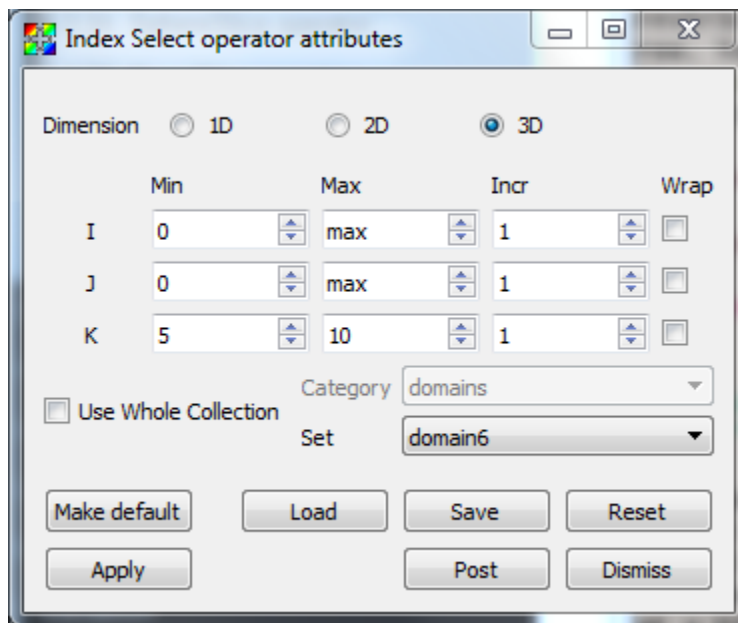 Index Select operator attributes
Dimension 1D 2D 3D
Min Max Incr Wrap
I 0 max 1
J 0 max 1
K 5 10 1
Category domains
Use Whole Collection
Set domain6
Make default Load Save Reset
Apply Post Dismiss